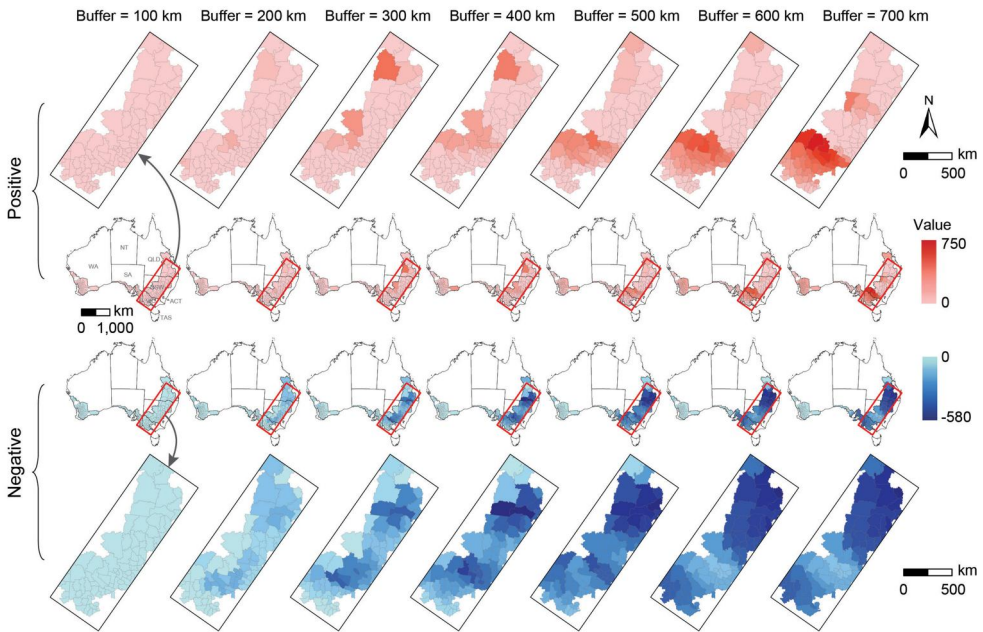 Buffer = 100 km
Buffer = 200 km
Buffer = 300 km
Buffer = 400 km
Buffer = 500 km
Buffer = 600 km
Buffer = 700 km
N
km
0 500
Positive
NT
QLD
WA
SA
NSW
ACT
TAS
km
0 1,000
Value
750
0
0
-580
Negative
km
0 500